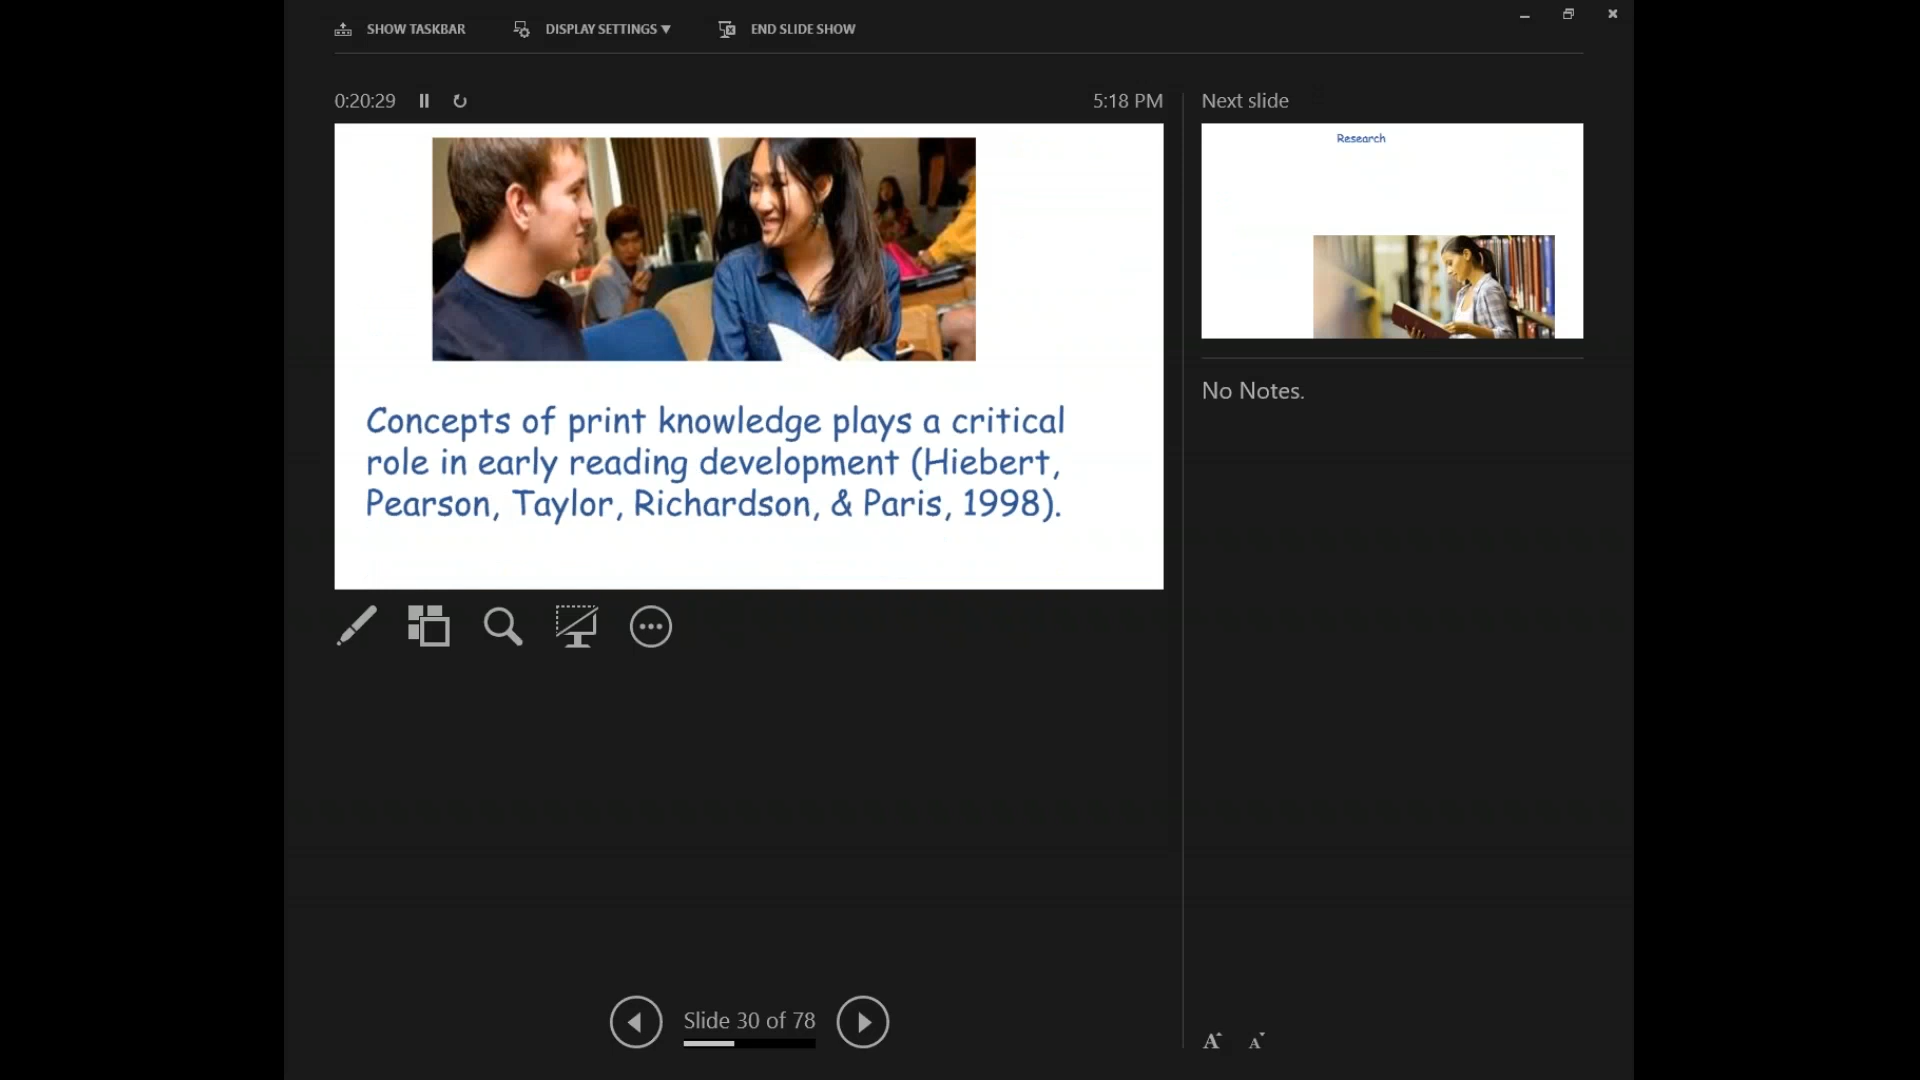 SHOW TASKBAR
DISPLAY SETTINGS
END SLIDE SHOW
0:20:29
5:18 PM
Next slide
Research
Concepts of print knowledge plays a critical
role in early reading development (Hiebert,
Pearson, Taylor, Richardson, & Paris, 1998).
No Notes.
Slide 30 of 78
A A